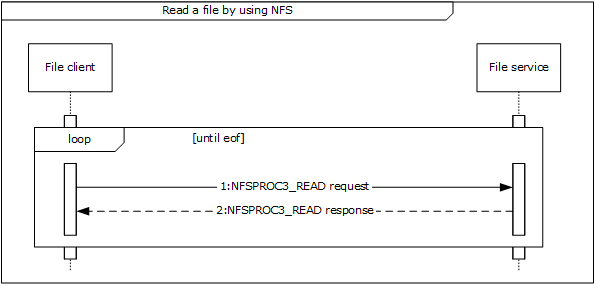 Read a file by using NFS
File client
File service
loop
[until eof]
1:NFSPROC3_READ request
2:NFSPROC3_READ response